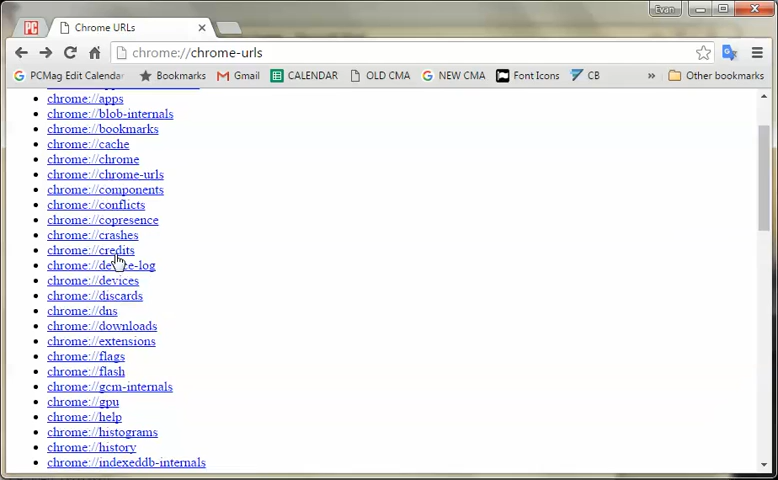 Evan
PC
Chrome URLs
chrome://chrome-urls
PCMag Edit Calendar
Bookmarks
Gmail
CALENDAR
OLD CMA
NEW CMA
Font Icons
CB
»
Other bookmarks
chrome://apps
chrome://blob-internals
chrome://bookmarks
chrome://cache
chrome://chrome
chrome://chrome-urls
chrome://components
chrome://conflicts
chrome://copresence
chrome://crashes
chrome://credits
chrome://device-log
chrome://devices
chrome://discards
chrome://dns
chrome://downloads
chrome://extensions
chrome://flags
chrome://flash
chrome://gcm-internals
chrome://gpu
chrome://help
chrome://histograms
chrome://history
chrome://indexeddb-internals